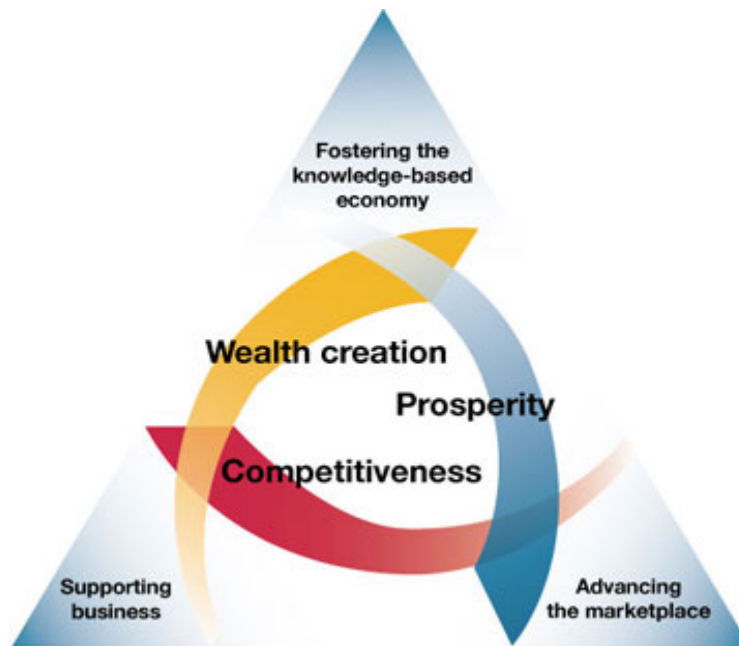 Fostering the
knowledge-based
economy
Wealth creation
Prosperity
Competitiveness
Supporting
business
Advancing
the marketplace